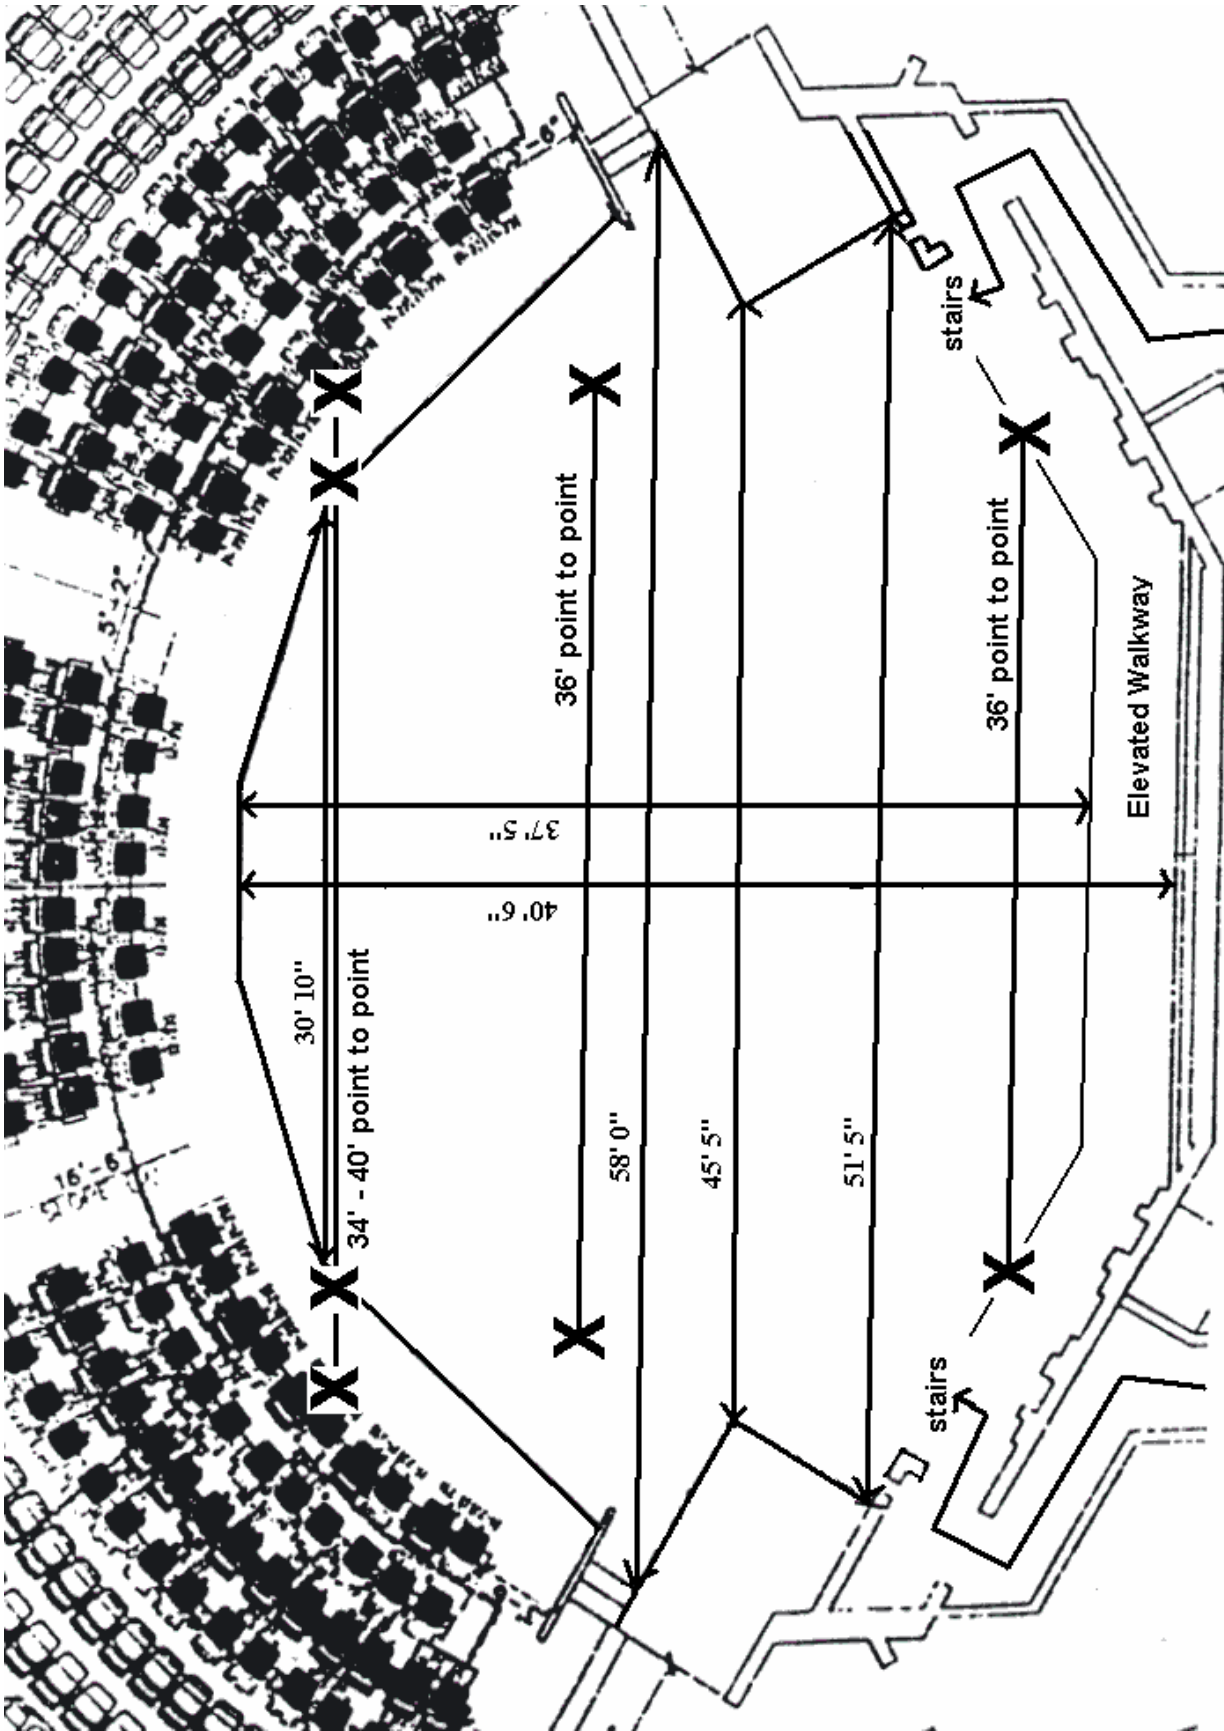 stairs
36' point to point
36' point to point
Elevated Walkway
37' 5"
40' 6"
30' 10"
34' - 40' point to point
58' 0"
45' 5"
51' 5"
stairs